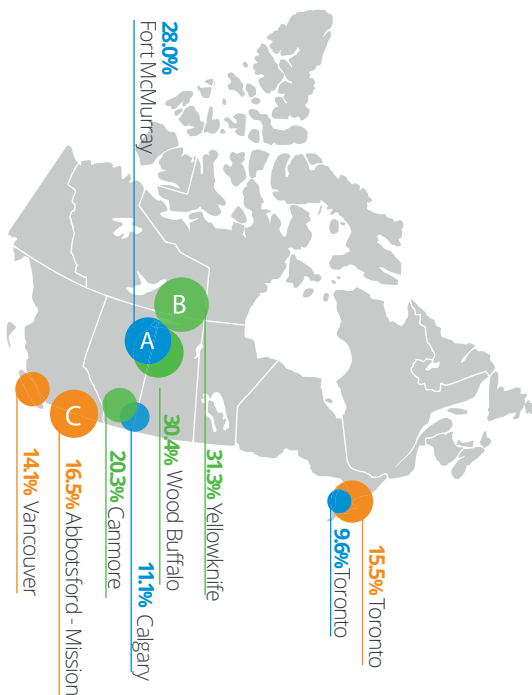 28.0%
Fort McMurray
B
A
C
31.3% Yellowknife
30.4% Wood Buffalo
11.1% Calgary
20.3% Canmore
16.5% Abbotsford - Mission
14.1% Vancouver
15.5% Toronto
9.6% Toronto